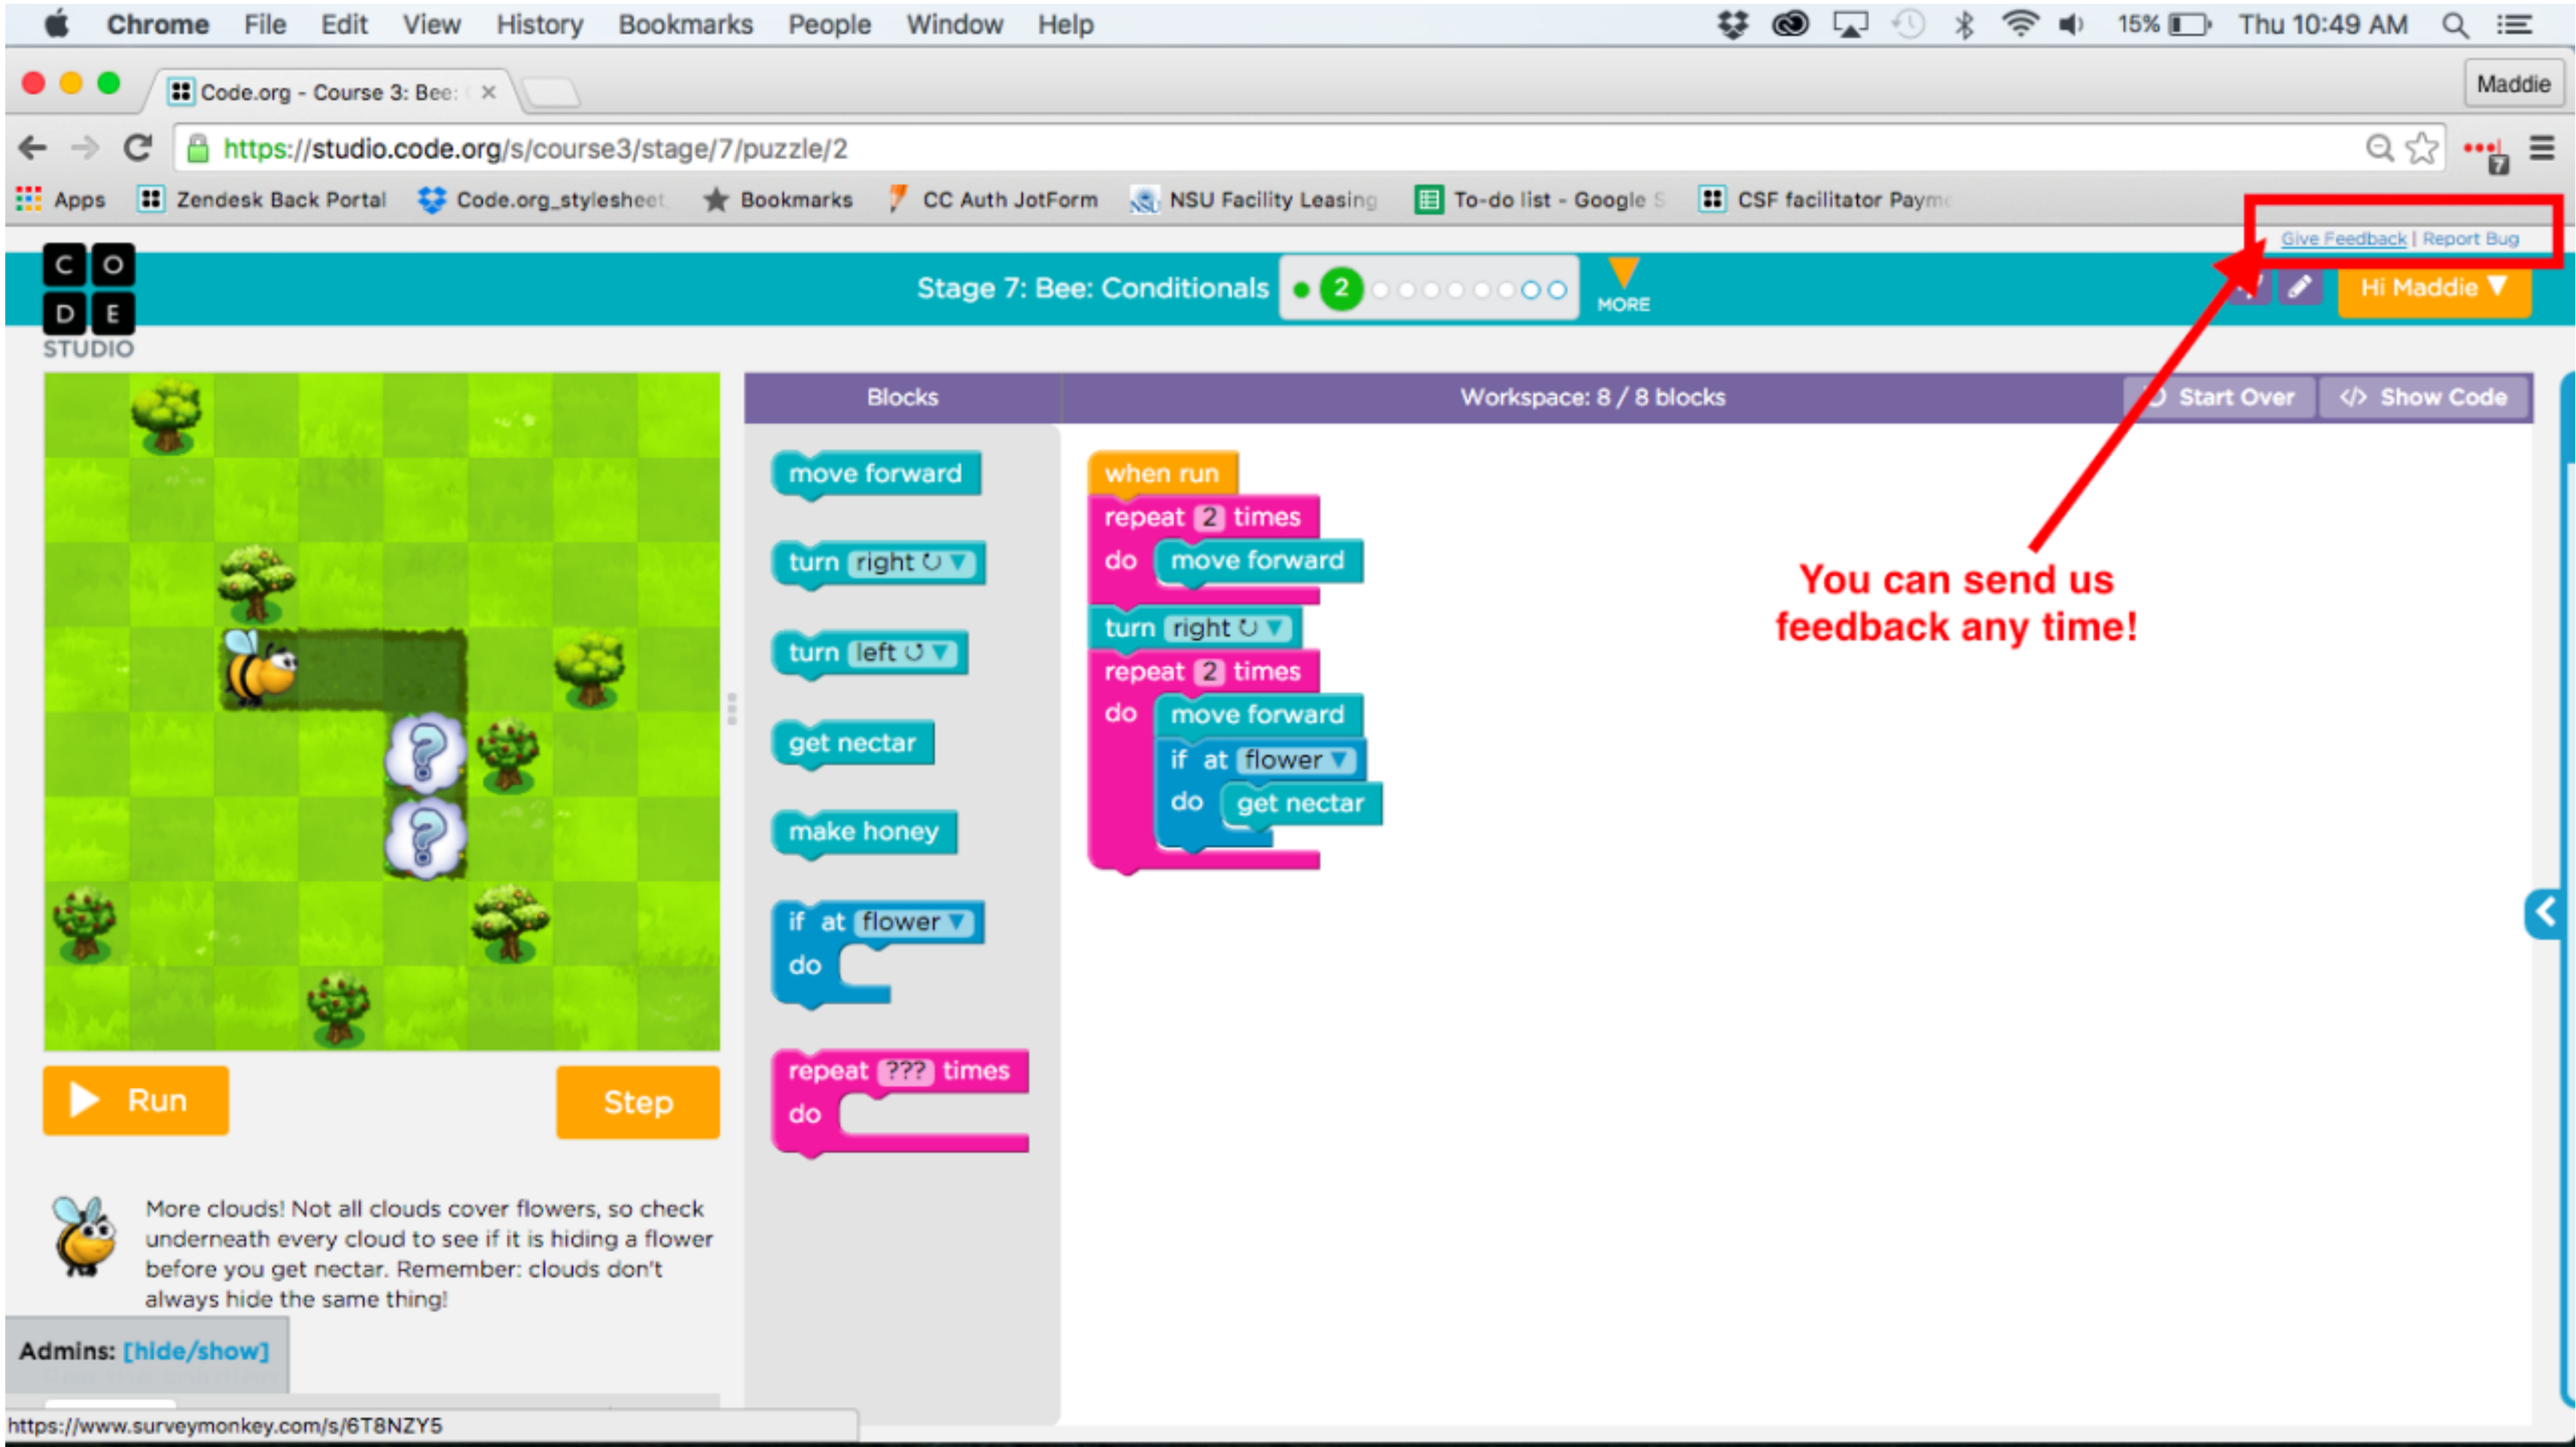 Chrome File Edit View History Bookmarks People Window Help 15% Thu 10:49 AM
Code.org - Course 3: Bee: Maddie
https://studio.code.org/s/course3/stage/7/puzzle/2
7
Apps Zendesk Back Portal Code.org_stylesheet Bookmarks CC Auth JotForm NSU Facility Leasing To-do list - Google S CSF facilitator Payme
Give Feedback | Report Bug
CODE
STUDIO
Stage 7: Bee: Conditionals 2 MORE Hi Maddie
Blocks Workspace: 8 / 8 blocks Start Over </> Show Code
move forward
turn right
turn left
get nectar
make honey
if at flower
do
repeat ??? times
do
when run
repeat 2 times
do move forward
turn right
repeat 2 times
do move forward
if at flower
do get nectar
You can send us
feedback any time!
? 
?
Run Step
More clouds! Not all clouds cover flowers, so check
underneath every cloud to see if it is hiding a flower
before you get nectar. Remember: clouds don't
always hide the same thing!
Admins: [hide/show]
https://www.surveymonkey.com/s/6T8NZY5